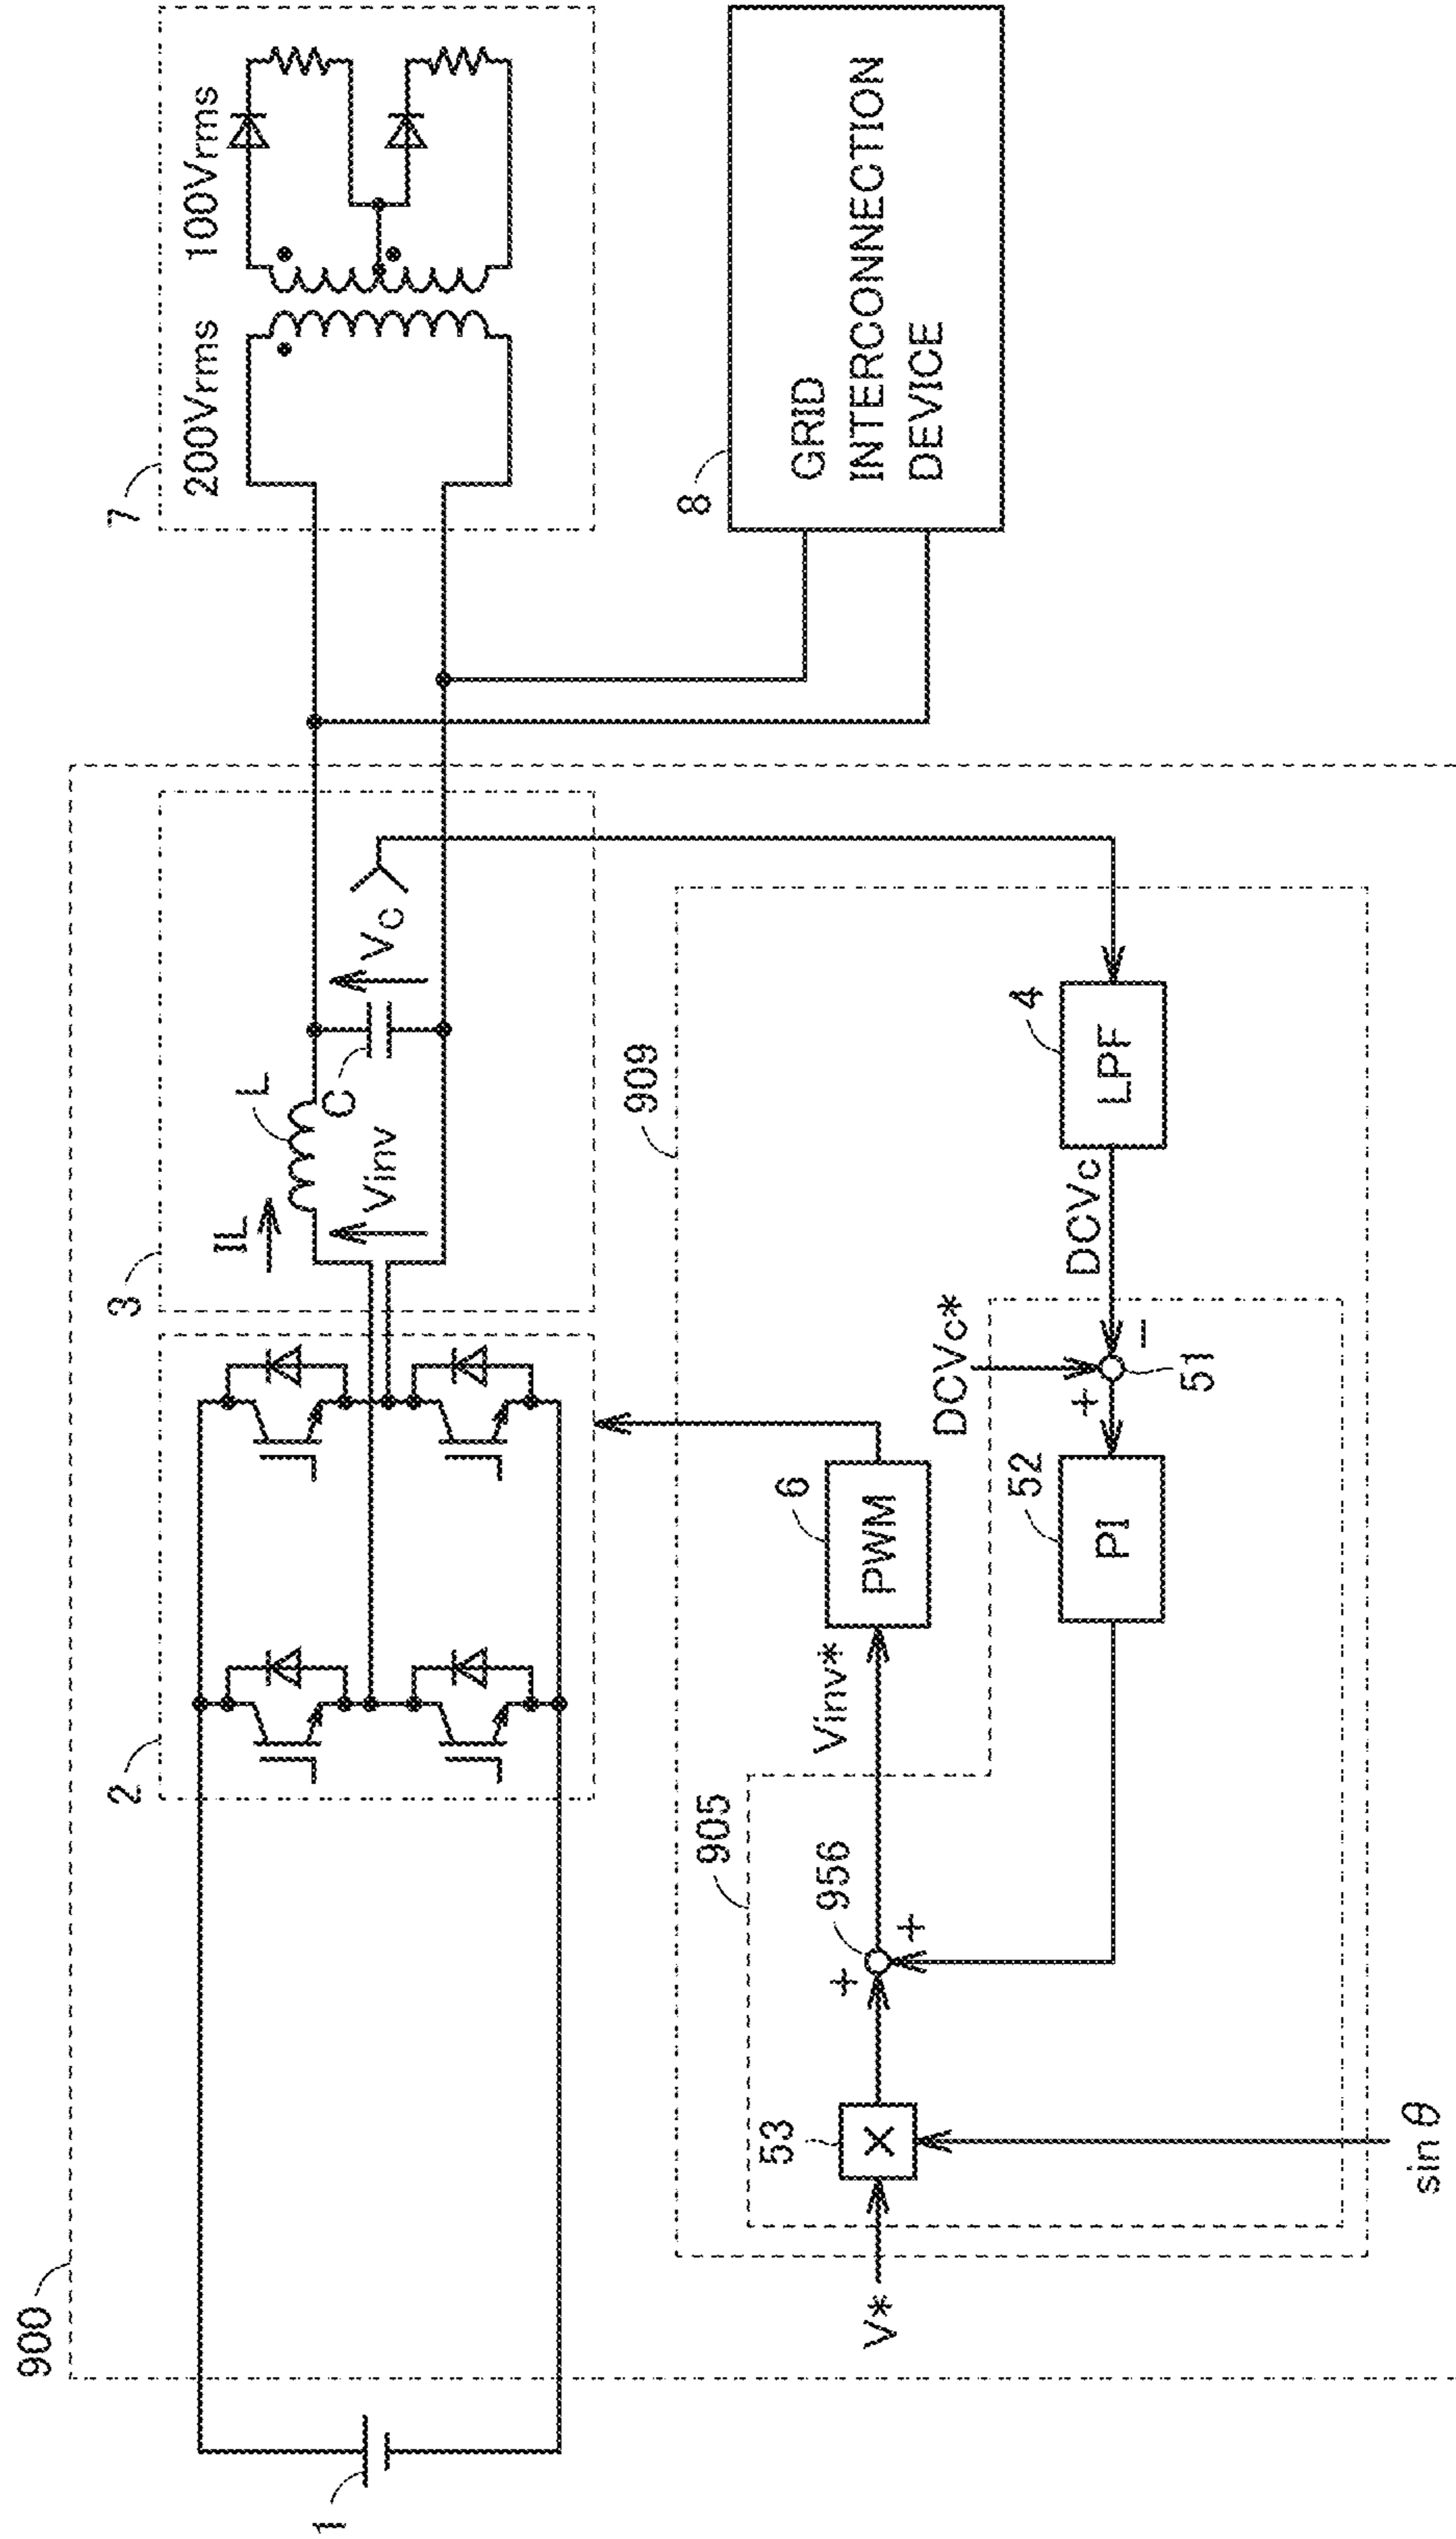 900
1
2
3
IL
L
C
Vinv
Vc
7
200Vrms
100Vrms
8
GRID
INTERCONNECTION
DEVICE
909
905
V*
53
×
sin θ
+
956
+
Vinv*
6
PWM
52
PI
DCVc*
+
51
−
DCVc
4
LPF